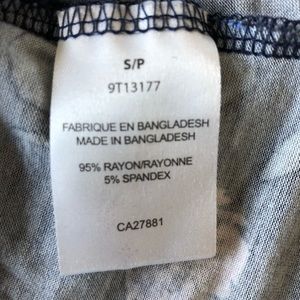 S/P
9T13177
FABRIQUE EN BANGLADESH
MADE IN BANGLADESH
95% RAYON/RAYONNE
5% SPANDEX
CA27881